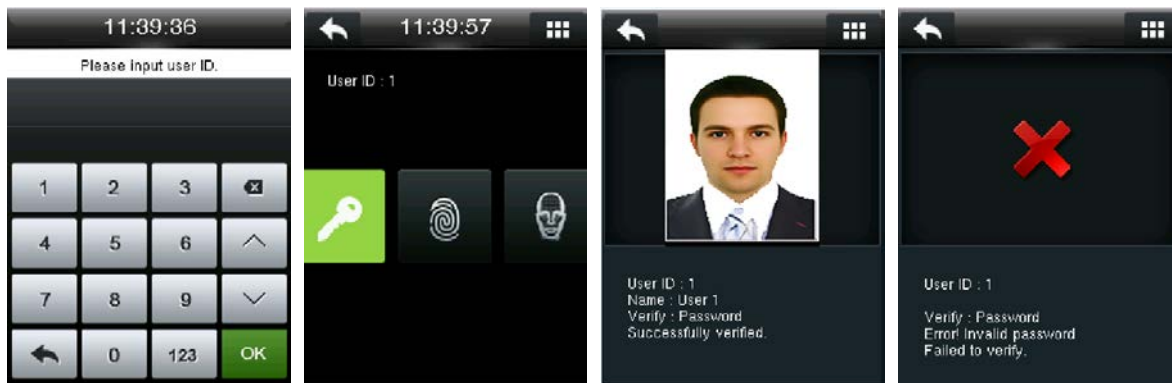 11:39:36
Please input user ID.
1 2 3
4 5 6
7 8 9
0 123 OK
11:39:57
User ID : 1
User ID : 1
Name : User 1
Verify : Password
Successfully verified.
User ID : 1
Verify : Password
Error! Invalid password
Failed to verify.